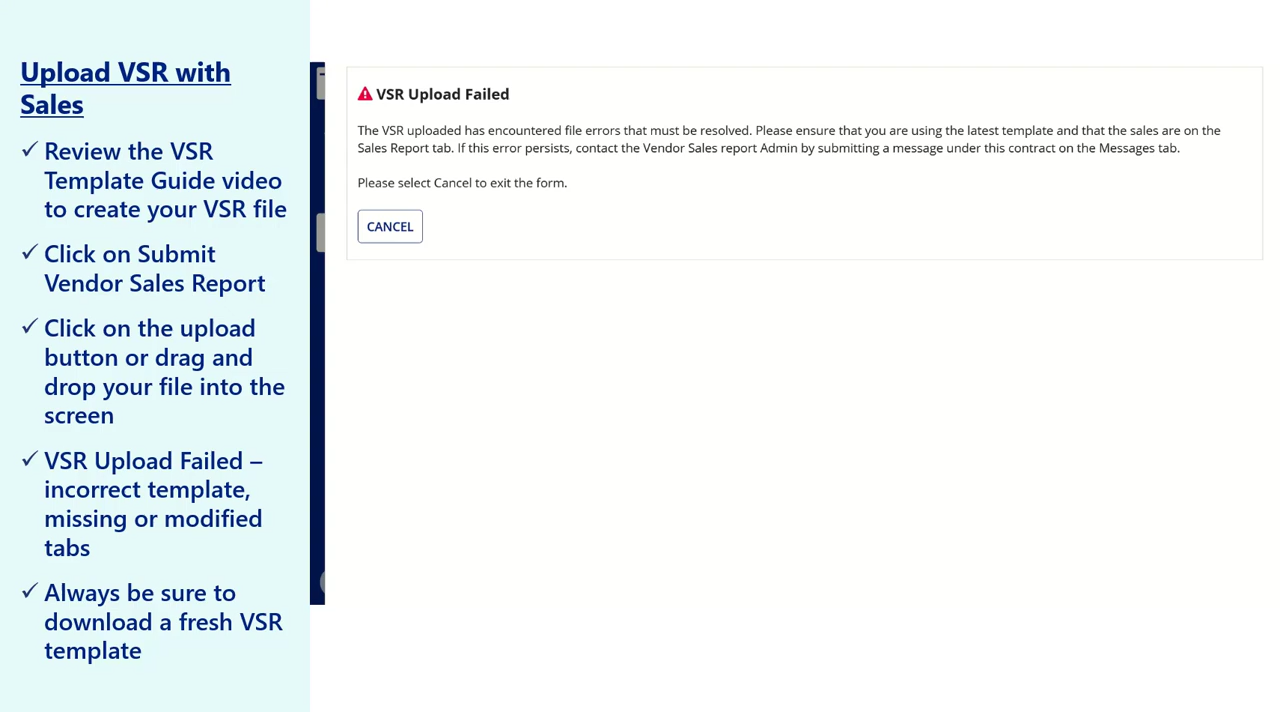 Upload VSR with
Sales
✓ Review the VSR
Template Guide video
to create your VSR file
✓ Click on Submit
Vendor Sales Report
✓ Click on the upload
button or drag and
drop your file into the
screen
✓ VSR Upload Failed –
incorrect template,
missing or modified
tabs
✓ Always be sure to
download a fresh VSR
template
VSR Upload Failed
The VSR uploaded has encountered file errors that must be resolved. Please ensure that you are using the latest template and that the sales are on the
Sales Report tab. If this error persists, contact the Vendor Sales report Admin by submitting a message under this contract on the Messages tab.
Please select Cancel to exit the form.
CANCEL